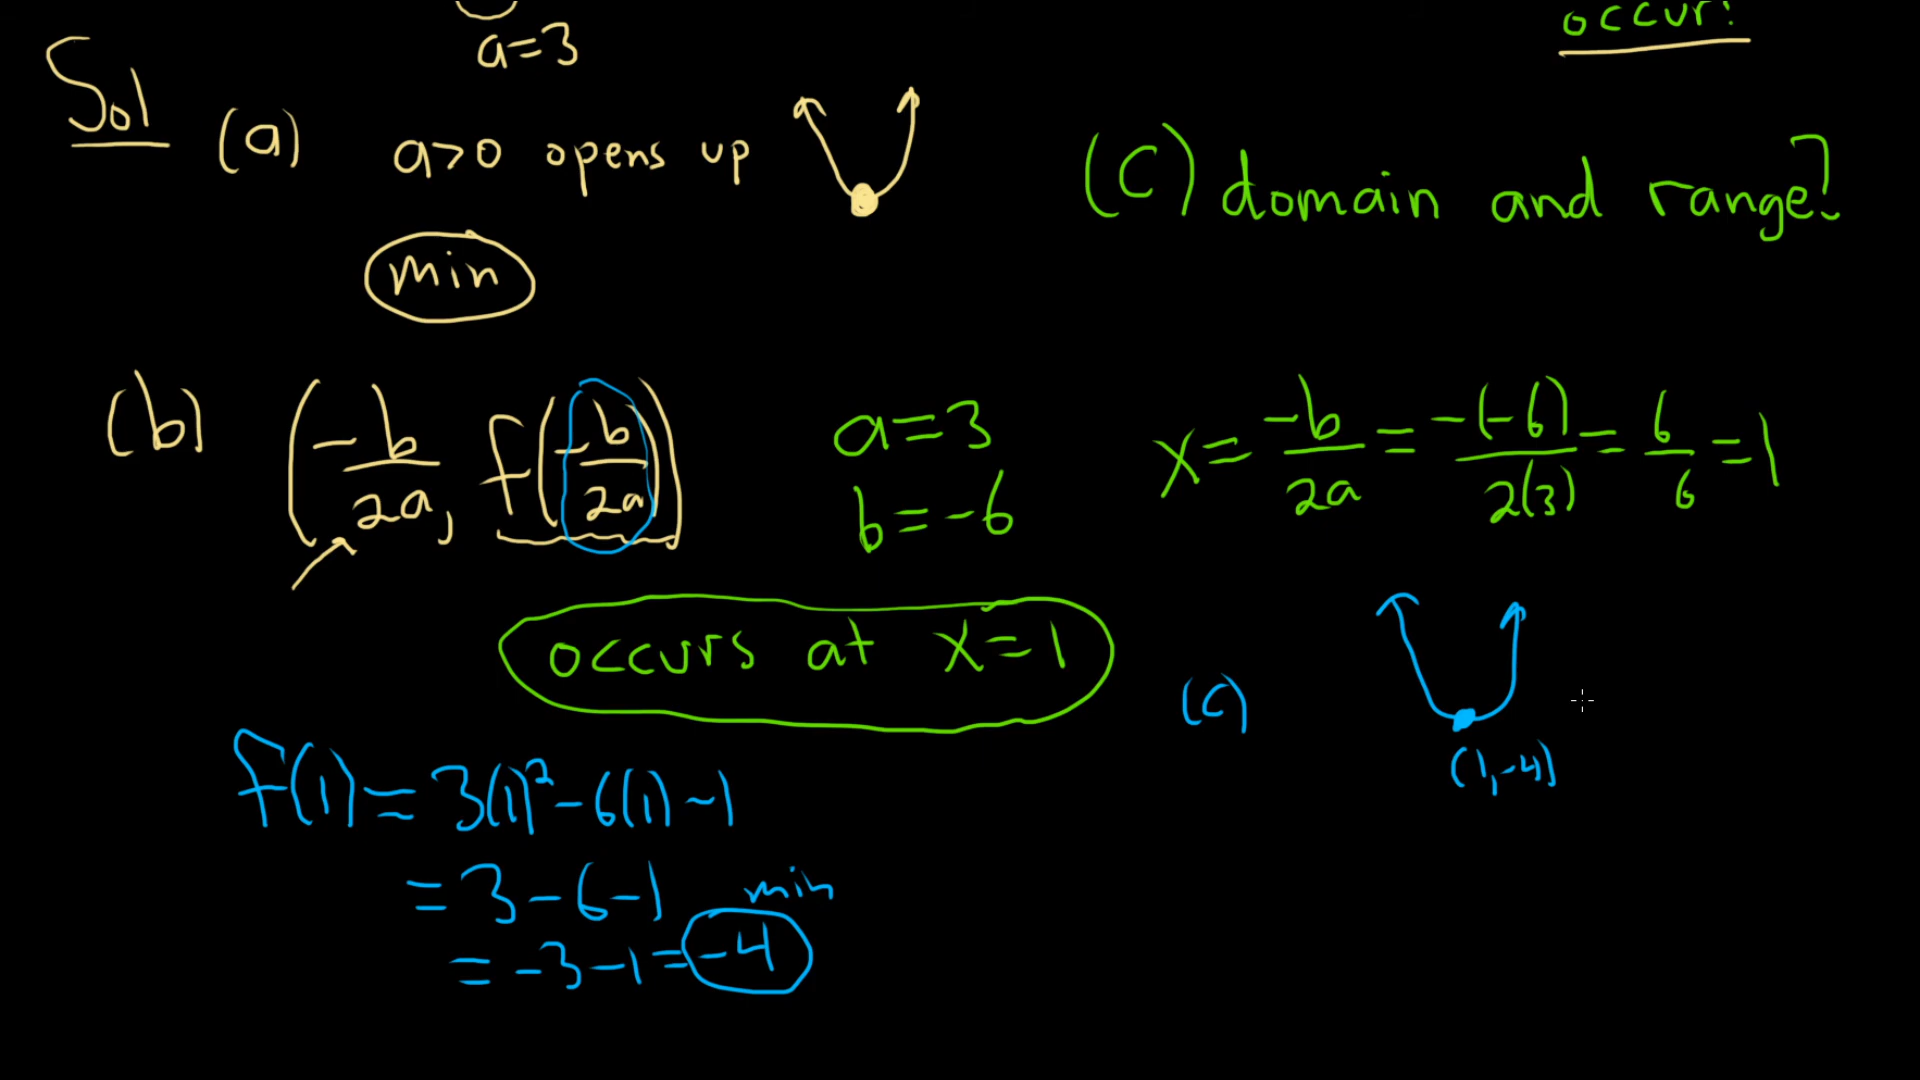 a=3
occur?
Sol (a) a>0 opens up
(C) domain and range?
min
(b) (-b/2a, f(-b/2a)) a=3 x=-b/2a=-(-6)/2(3)=6/6=1
b=-6
occurs at x=1
(c)
(1,-4)
f(1)=3(1)²-6(1)-1
=3-6-1
min
=-3-1=-4